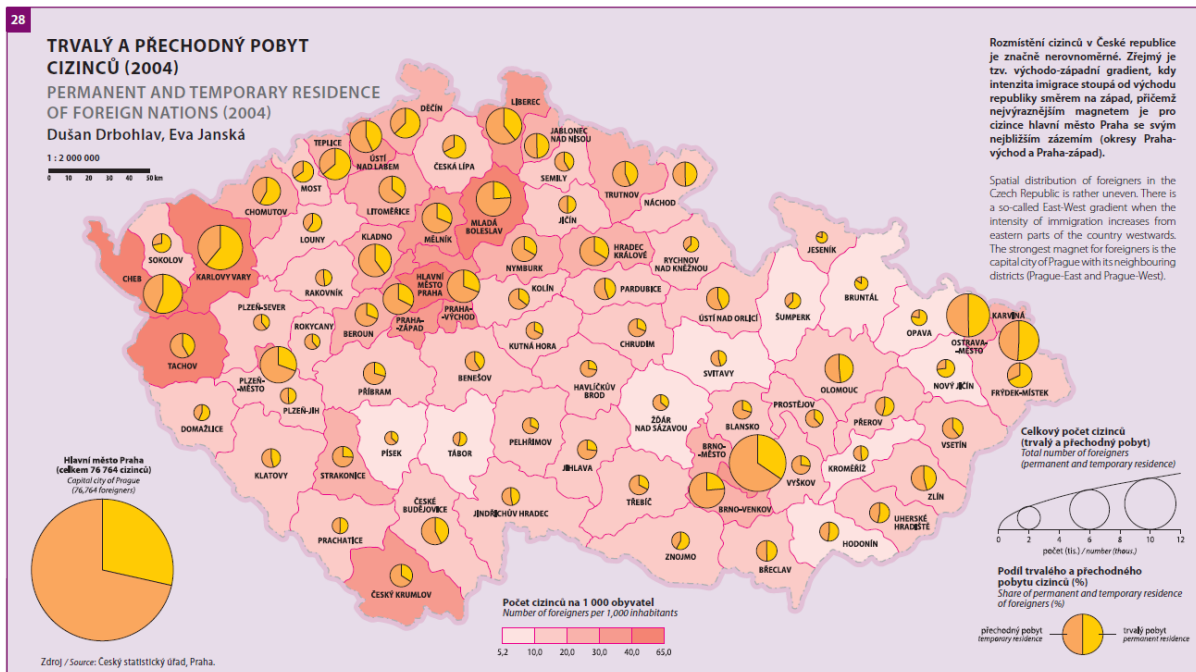 28
TRVALÝ A PŘECHODNÝ POBYT
CIZINCŮ (2004)
PERMANENT AND TEMPORARY RESIDENCE
OF FOREIGN NATIONS (2004)
Dušan Drbohlav, Eva Janská
1 : 2 000 000
0 10 20 30 40 50 km
Rozmístění cizinců v České republice
je značně nerovnoměrné. Zřejmý je
tzv. východo-západní gradient, kdy
intenzita imigrace stoupá od východu
republiky směrem na západ, přičemž
nejvýraznějším magnetem je pro
cizince hlavní město Praha se svým
nejbližším zázemím (okresy Praha-
východ a Praha-západ).
Spatial distribution of foreigners in the
Czech Republic is rather uneven. There is
a so-called East-West gradient when the
intensity of immigration increases from
eastern parts of the country westwards.
The strongest magnet for foreigners is the
capital city of Prague with its neighbouring
districts (Prague-East and Prague-West).
DĚČÍN
LIBEREC
TEPLICE
ÚSTÍ
NAD LABEM
JABLONEC
NAD NISOU
MOST
ČESKÁ LÍPA
SEMILY
CHOMUTOV
LITOMĚŘICE
TRUTNOV
NÁCHOD
LOUNY
MĚLNÍK
MLADÁ
BOLESLAV
JIČÍN
SOKOLOV
KARLOVY VARY
KLADNO
HRADEC
KRÁLOVÉ
RYCHNOV
NAD KNĚŽNOU
JESENÍK
CHEB
RAKOVNÍK
HLAVNÍ
MĚSTO
PRAHA
NYMBURK
KOLÍN
PARDUBICE
BRUNTÁL
PLZEŇ-SEVER
ROKYCANY
BEROUN
PRAHA-
ZÁPAD
PRAHA-
VÝCHOD
ÚSTÍ NAD ORLICÍ
ŠUMPERK
OPAVA
KARVINÁ
OSTRAVA-
MĚSTO
KUTNÁ HORA
CHRUDIM
TACHOV
PLZEŇ-
MĚSTO
PLZEŇ-JIH
PŘÍBRAM
BENEŠOV
HAVLÍČKŮV
BROD
SVITAVY
OLOMOUC
NOVÝ JIČÍN
FRÝDEK-MÍSTEK
DOMAŽLICE
PELHŘIMOV
ŽĎÁR
NAD SÁZAVOU
BLANSKO
PROSTĚJOV
PŘEROV
VSETÍN
KLATOVY
STRAKONICE
PÍSEK
TÁBOR
JIHLAVA
BRNO-
MĚSTO
KROMĚŘÍŽ
VYŠKOV
ZLÍN
PRACHATICE
ČESKÉ
BUDĚJOVICE
JINDŘICHŮV HRADEC
TŘEBÍČ
BRNO-VENKOV
UHERSKÉ
HRADIŠTĚ
HODONÍN
ZNOJMO
BŘECLAV
ČESKÝ KRUMLOV
Hlavní město Praha
(celkem 76 764 cizinců)
Capital city of Prague
(76,764 foreigners)
Celkový počet cizinců
(trvalý a přechodný pobyt)
Total number of foreigners
(permanent and temporary residence)
0 2 4 6 8 10 12
počet (tis.) / number (thous.)
Podíl trvalého a přechodného
pobytu cizinců (%)
Share of permanent and temporary residence
of foreigners (%)
přechodný pobyt
temporary residence
trvalý pobyt
permanent residence
Počet cizinců na 1 000 obyvatel
Number of foreigners per 1,000 inhabitants
5,2 10,0 20,0 30,0 40,0 65,0
Zdroj / Source: Český statistický úřad, Praha.